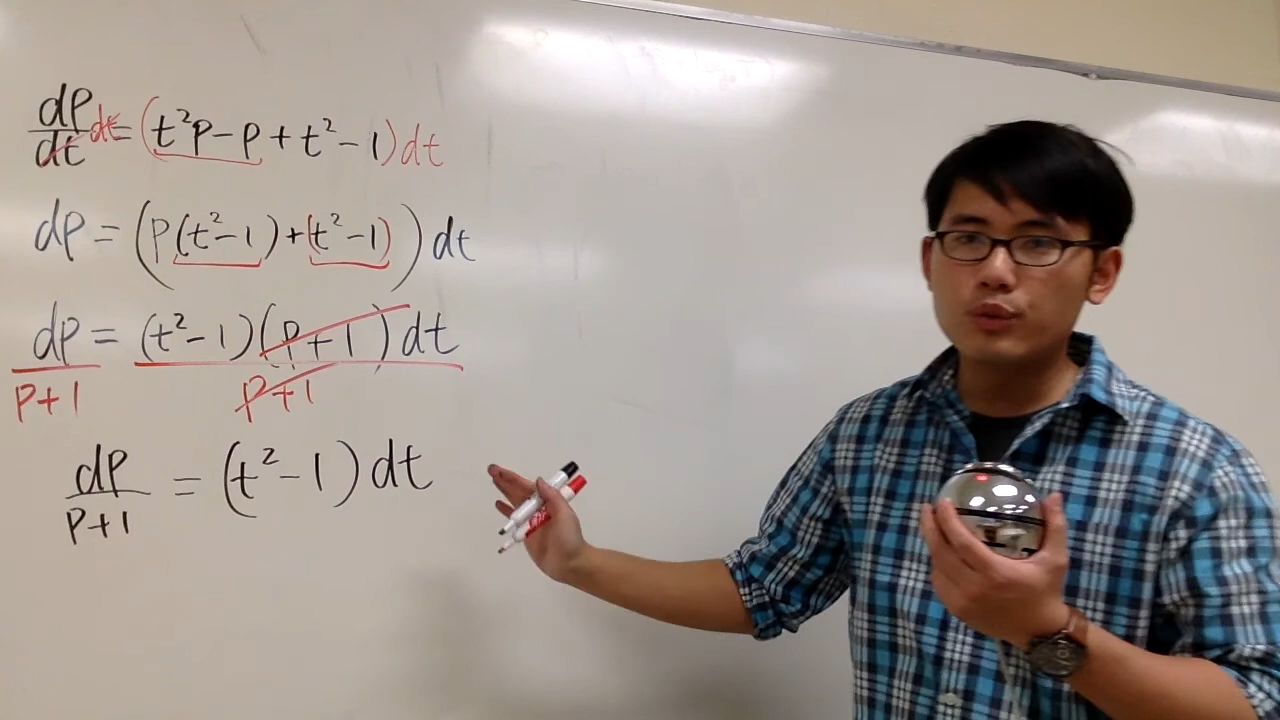 dP/dt dt = (t²P - P + t² - 1)dt
dP = (P(t² - 1) + (t² - 1))dt
dP/P+1 = (t² - 1)(P + 1)dt/P+1
dP/P+1 = (t² - 1)dt